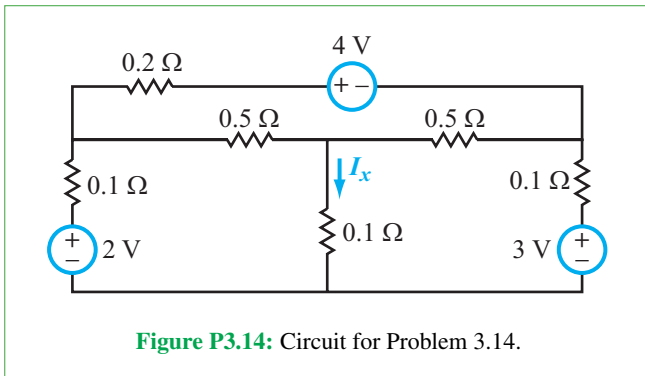 4 V
0.2 Ω
+ −
0.5 Ω
0.5 Ω
I_x
0.1 Ω
0.1 Ω
0.1 Ω
+
−
2 V
3 V
+
−
Figure P3.14: Circuit for Problem 3.14.